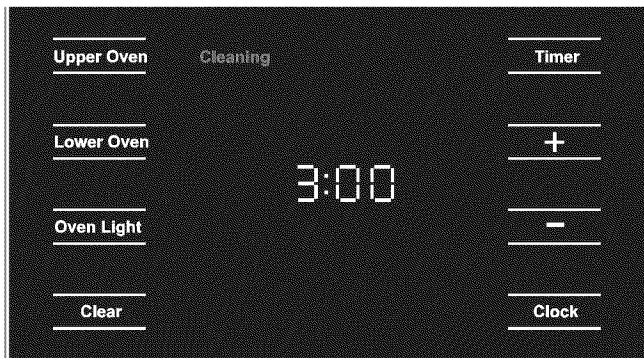 Upper Oven
Cleaning
Timer
Lower Oven
+
3:00
Oven Light
-
Clear
Clock